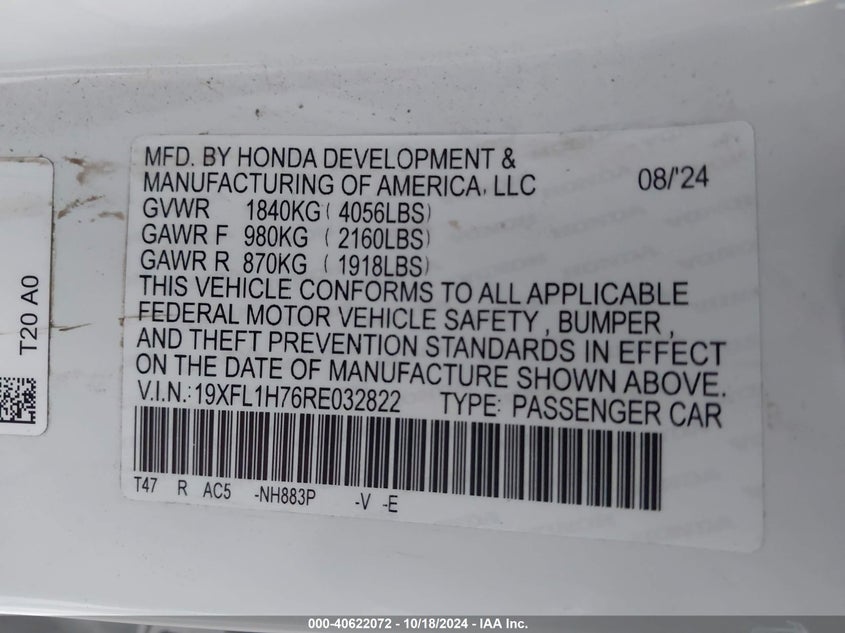 MFD. BY HONDA DEVELOPMENT &
MANUFACTURING OF AMERICA, LLC 08/'24
GVWR 1840KG ( 4056LBS)
GAWR F 980KG ( 2160LBS)
GAWR R 870KG ( 1918LBS)
THIS VEHICLE CONFORMS TO ALL APPLICABLE
FEDERAL MOTOR VEHICLE SAFETY , BUMPER ,
AND THEFT PREVENTION STANDARDS IN EFFECT
ON THE DATE OF MANUFACTURE SHOWN ABOVE.
V.I.N.: 19XFL1H76RE032822 TYPE: PASSENGER CAR
T47 R AC5 -NH883P -V -E
T20 A0
000-40622072 - 10/18/2024 - IAA Inc.